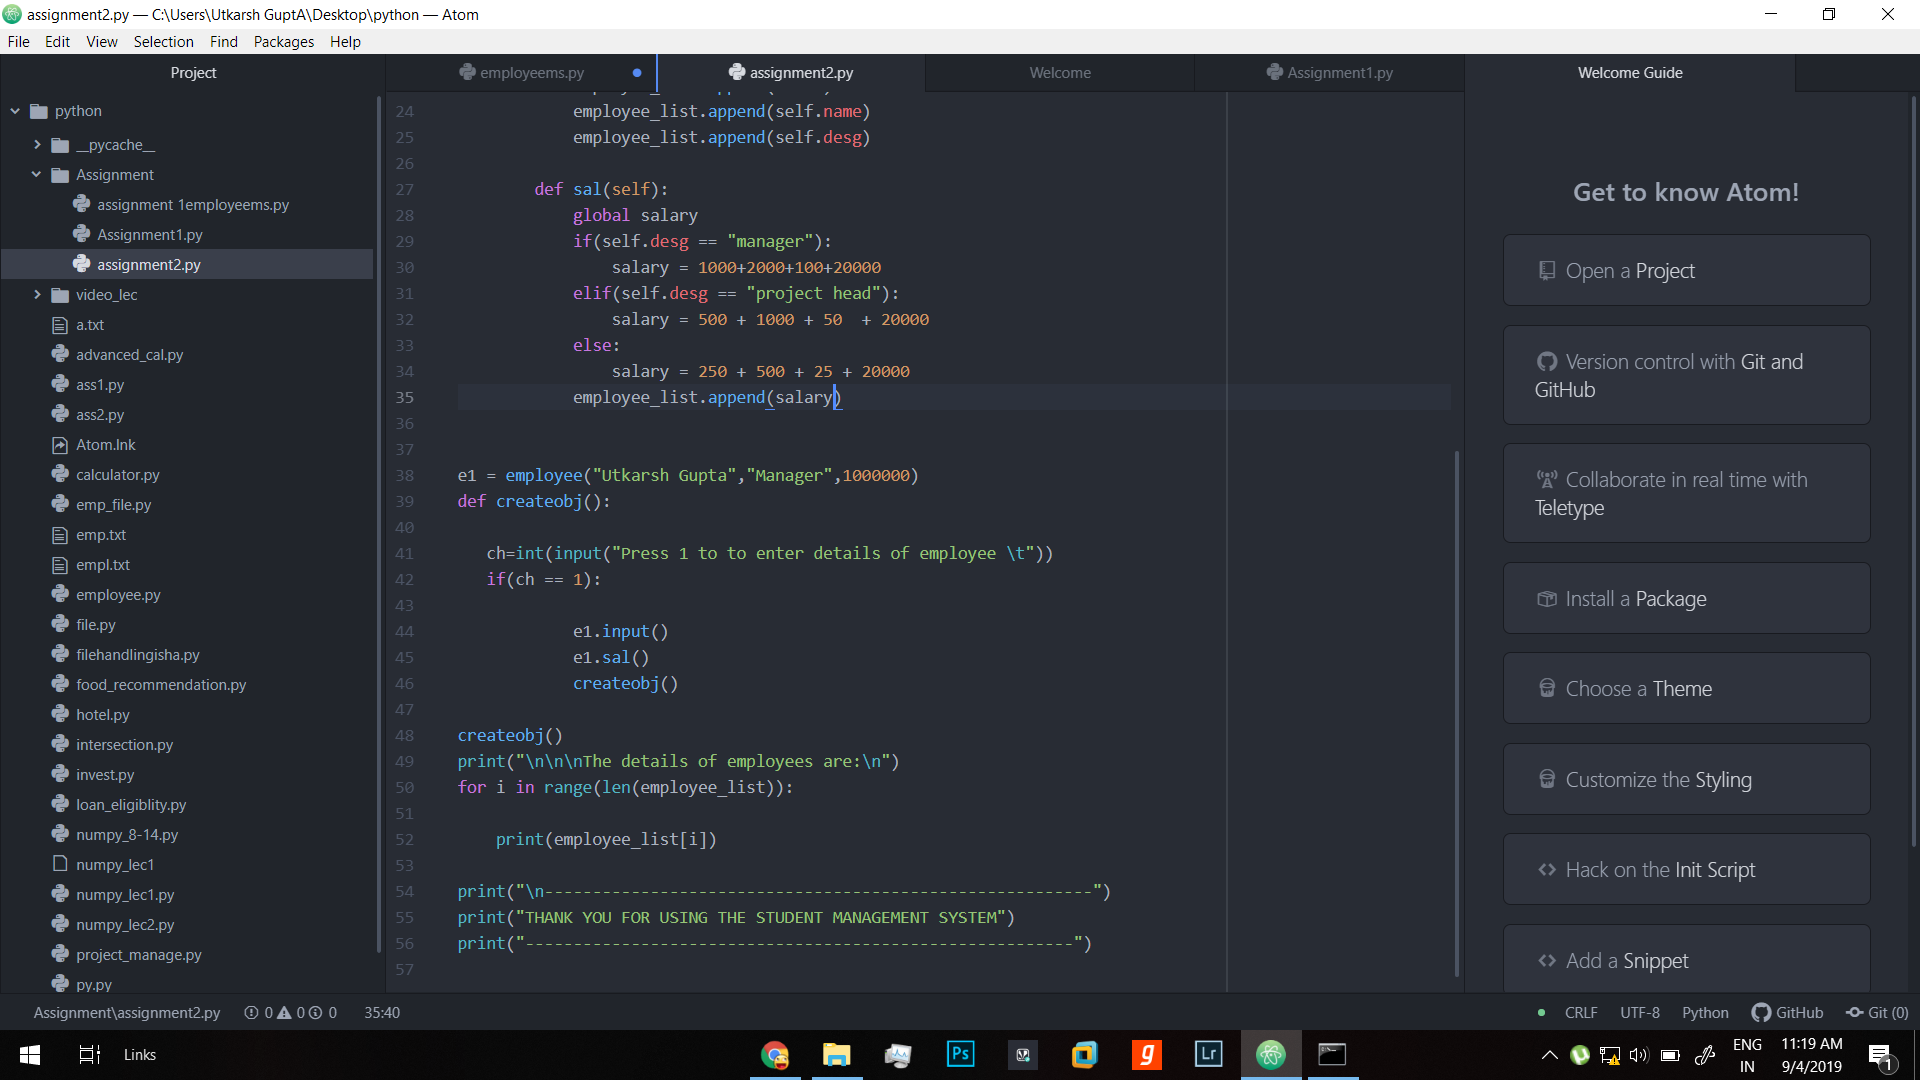 assignment2.py — C:\Users\Utkarsh GuptA\Desktop\python — Atom
File Edit View Selection Find Packages Help
Project
employeems.py
assignment2.py
Welcome
Assignment1.py
Welcome Guide
python
__pycache__
Assignment
assignment 1employeems.py
Assignment1.py
assignment2.py
video_lec
a.txt
advanced_cal.py
ass1.py
ass2.py
Atom.lnk
calculator.py
emp_file.py
emp.txt
empl.txt
employee.py
file.py
filehandlingisha.py
food_recommendation.py
hotel.py
intersection.py
invest.py
loan_eligiblity.py
numpy_8-14.py
numpy_lec1
numpy_lec1.py
numpy_lec2.py
project_manage.py
py.py
24 employee_list.append(self.name)
25 employee_list.append(self.desg)
26
27 def sal(self):
28 global salary
29 if(self.desg == "manager"):
30 salary = 1000+2000+100+20000
31 elif(self.desg == "project head"):
32 salary = 500 + 1000 + 50  + 20000
33 else:
34 salary = 250 + 500 + 25 + 20000
35 employee_list.append(salary)
36
37
38 e1 = employee("Utkarsh Gupta","Manager",1000000)
39 def createobj():
40
41 ch=int(input("Press 1 to to enter details of employee \t"))
42 if(ch == 1):
43
44 e1.input()
45 e1.sal()
46 createobj()
47
48 createobj()
49 print("\n\n\nThe details of employees are:\n")
50 for i in range(len(employee_list)):
51
52 print(employee_list[i])
53
54 print("\n---------------------------------------------------------")
55 print("THANK YOU FOR USING THE STUDENT MANAGEMENT SYSTEM")
56 print("---------------------------------------------------------")
57
Get to know Atom!
Open a Project
Version control with Git and
GitHub
Collaborate in real time with
Teletype
Install a Package
Choose a Theme
Customize the Styling
Hack on the Init Script
Add a Snippet
Assignment\assignment2.py 0 0 0 35:40 CRLF UTF-8 Python GitHub Git (0)
Links
Ps
g
Lr
ENG
IN
11:19 AM
9/4/2019
1